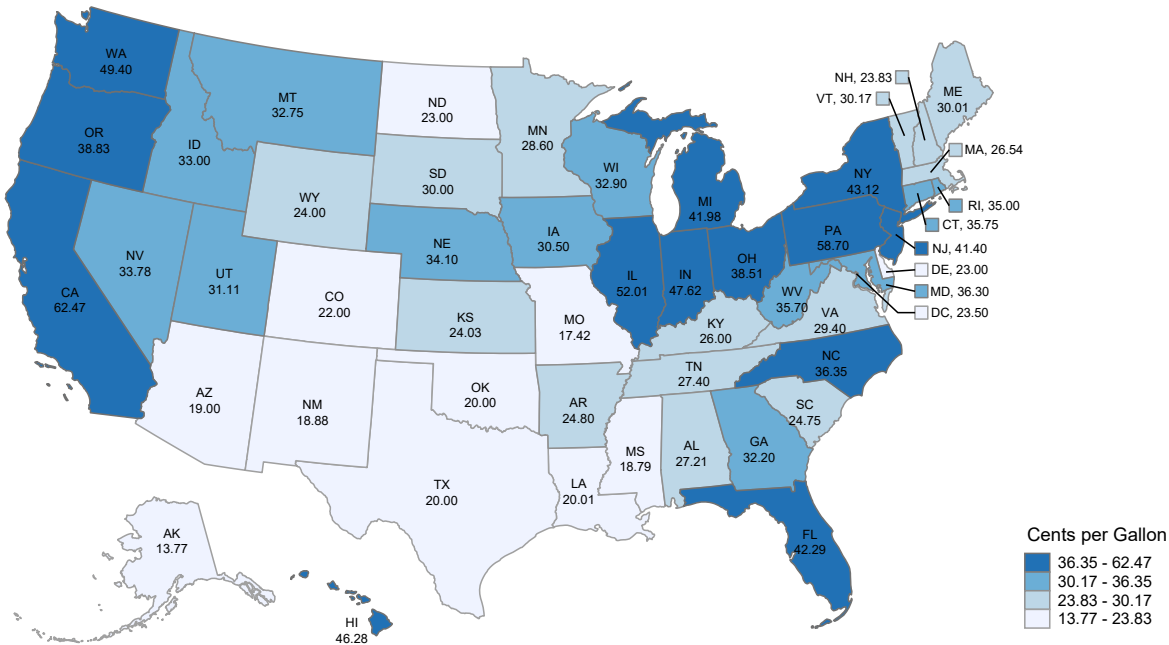 WA
49.40
OR
38.83
CA
62.47
ID
33.00
NV
33.78
MT
32.75
WY
24.00
UT
31.11
CO
22.00
AZ
19.00
NM
18.88
ND
23.00
SD
30.00
NE
34.10
KS
24.03
OK
20.00
TX
20.00
MN
28.60
IA
30.50
MO
17.42
AR
24.80
LA
20.01
WI
32.90
IL
52.01
MI
41.98
IN
47.62
OH
38.51
KY
26.00
TN
27.40
MS
18.79
AL
27.21
GA
32.20
FL
42.29
SC
24.75
NC
36.35
VA
29.40
WV
35.70
PA
58.70
NY
43.12
ME
30.01
NH, 23.83
VT, 30.17
MA, 26.54
RI, 35.00
CT, 35.75
NJ, 41.40
DE, 23.00
MD, 36.30
DC, 23.50
AK
13.77
HI
46.28
Cents per Gallon
36.35 - 62.47
30.17 - 36.35
23.83 - 30.17
13.77 - 23.83